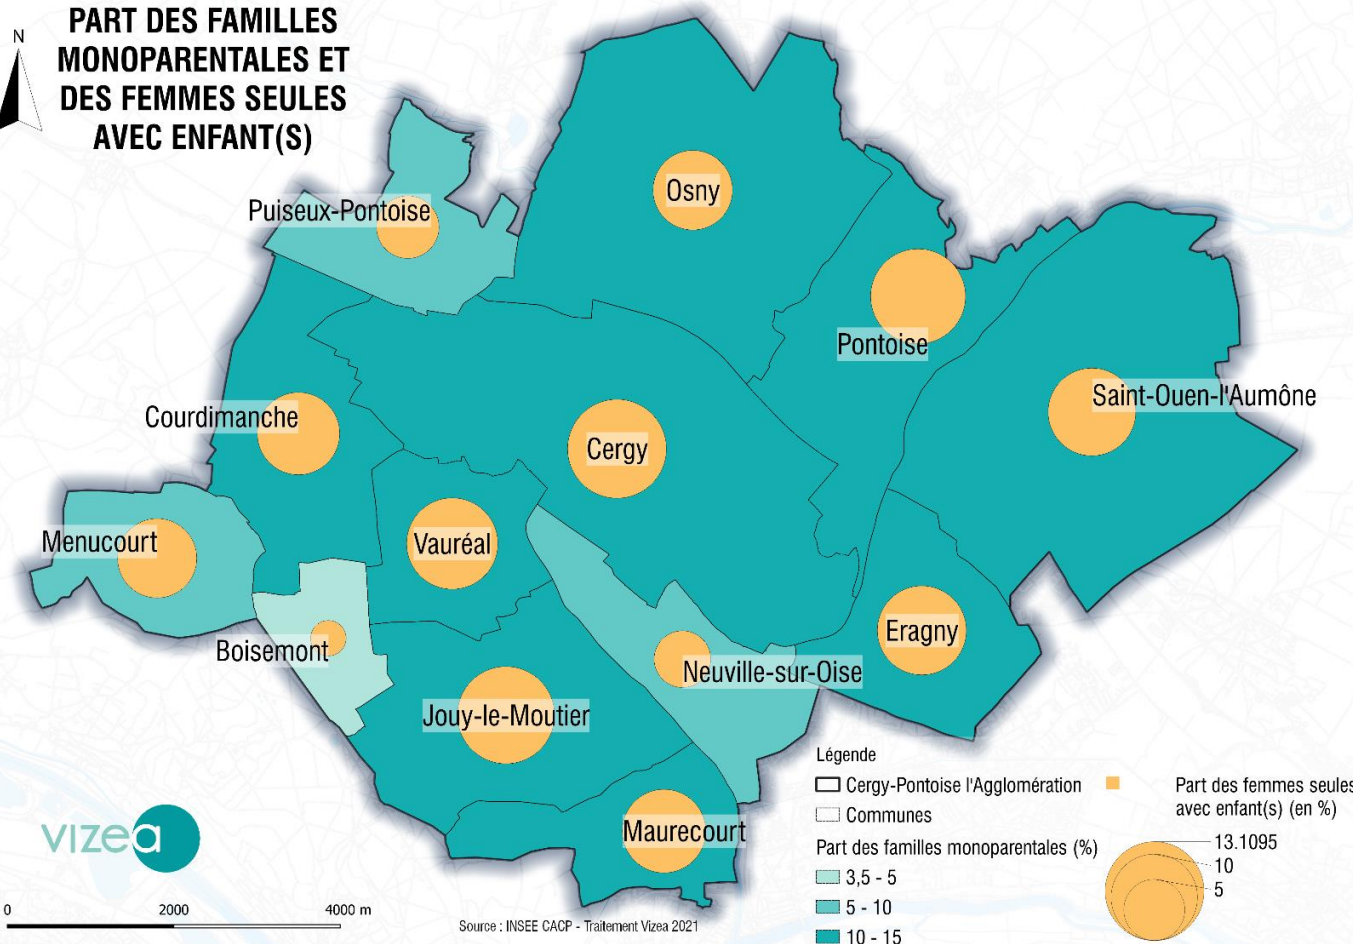 PART DES FAMILLES
MONOPARENTALES ET
DES FEMMES SEULES
AVEC ENFANT(S)
N
Osny
Puiseux-Pontoise
Pontoise
Saint-Ouen-l'Aumône
Courdimanche
Cergy
Menucourt
Vauréal
Boisemont
Eragny
Neuville-sur-Oise
Jouy-le-Moutier
Maurecourt
vizea
0 2000 4000 m
Source : INSEE CACP - Traitement Vizea 2021
Légende
Cergy-Pontoise l'Agglomération
Communes
Part des familles monoparentales (%)
3,5 - 5
5 - 10
10 - 15
Part des femmes seules
avec enfant(s) (en %)
13.1095
10
5